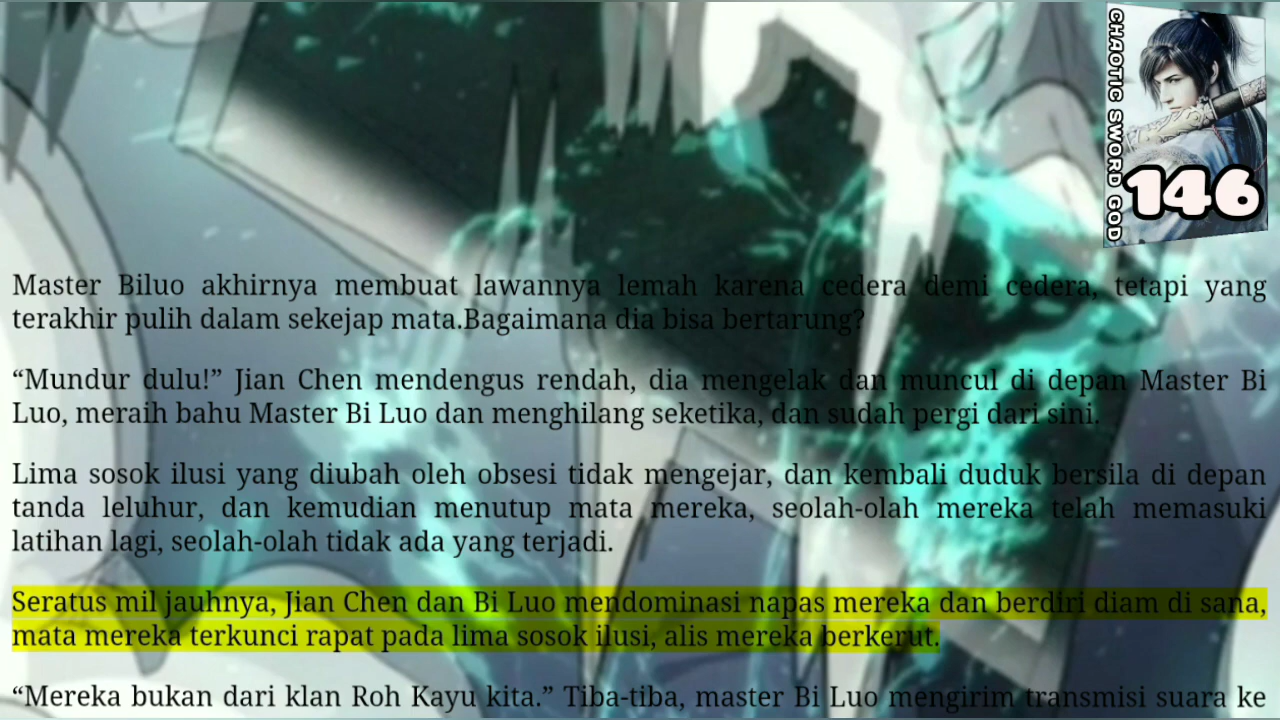 CHAOTIC SWORD GOD
146
Master Biluo akhirnya membuat lawannya lemah karena cedera demi cedera, tetapi yang
terakhir pulih dalam sekejap mata.Bagaimana dia bisa bertarung?
“Mundur dulu!” Jian Chen mendengus rendah, dia mengelak dan muncul di depan Master Bi
Luo, meraih bahu Master Bi Luo dan menghilang seketika, dan sudah pergi dari sini.
Lima sosok ilusi yang diubah oleh obsesi tidak mengejar, dan kembali duduk bersila di depan
tanda leluhur, dan kemudian menutup mata mereka, seolah-olah mereka telah memasuki
latihan lagi, seolah-olah tidak ada yang terjadi.
Seratus mil jauhnya, Jian Chen dan Bi Luo mendominasi napas mereka dan berdiri diam di sana,
mata mereka terkunci rapat pada lima sosok ilusi, alis mereka berkerut.
“Mereka bukan dari klan Roh Kayu kita.” Tiba-tiba, master Bi Luo mengirim transmisi suara ke